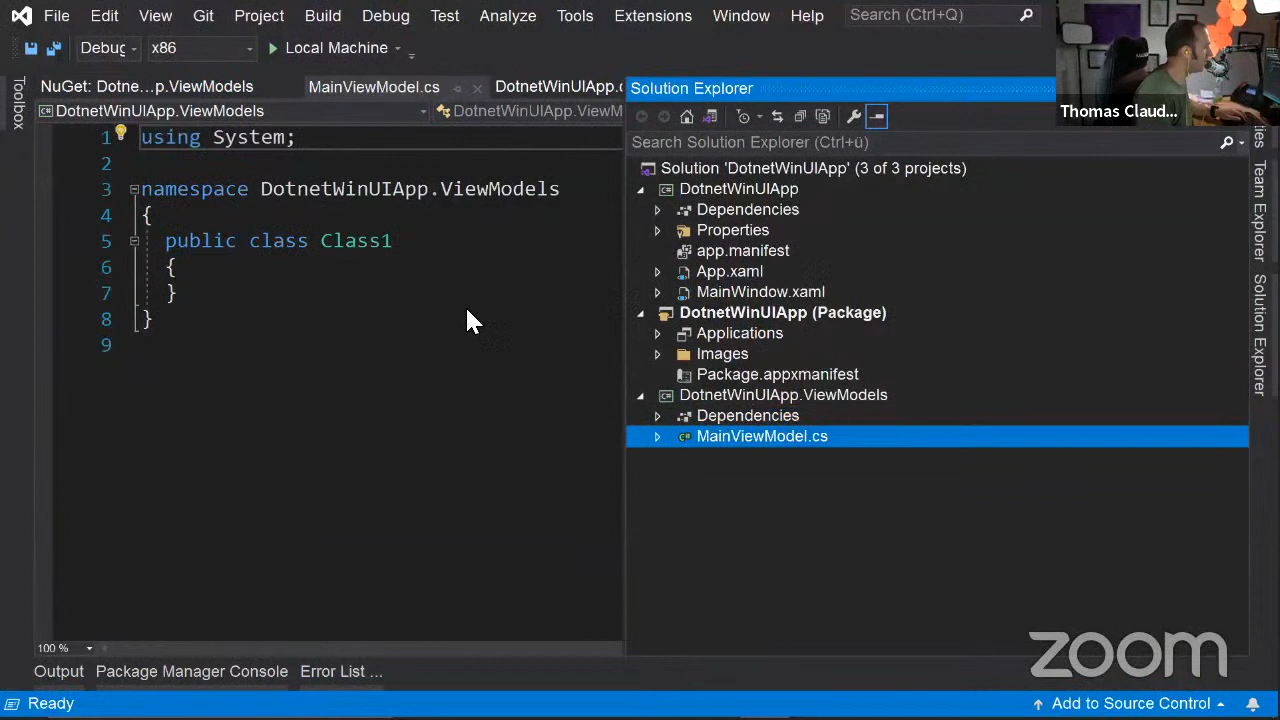 File Edit View Git Project Build Debug Test Analyze Tools Extensions Window Help Search (Ctrl+Q)
Debug x86 Local Machine
Thomas Claud...
NuGet: Dotne...p.ViewModels MainViewModel.cs DotnetWinUIApp.
DotnetWinUIApp.ViewModels DotnetWinUIApp.ViewM
Toolbox
1 using System;
2
3 namespace DotnetWinUIApp.ViewModels
4 {
5 public class Class1
6 {
7 }
8 }
9
100 %
Solution Explorer
Search Solution Explorer (Ctrl+ü)
Solution 'DotnetWinUIApp' (3 of 3 projects)
DotnetWinUIApp
Dependencies
Properties
app.manifest
App.xaml
MainWindow.xaml
DotnetWinUIApp (Package)
Applications
Images
Package.appxmanifest
DotnetWinUIApp.ViewModels
Dependencies
MainViewModel.cs
Team Explorer
Solution Explorer
zoom
Output Package Manager Console Error List ...
Ready Add to Source Control